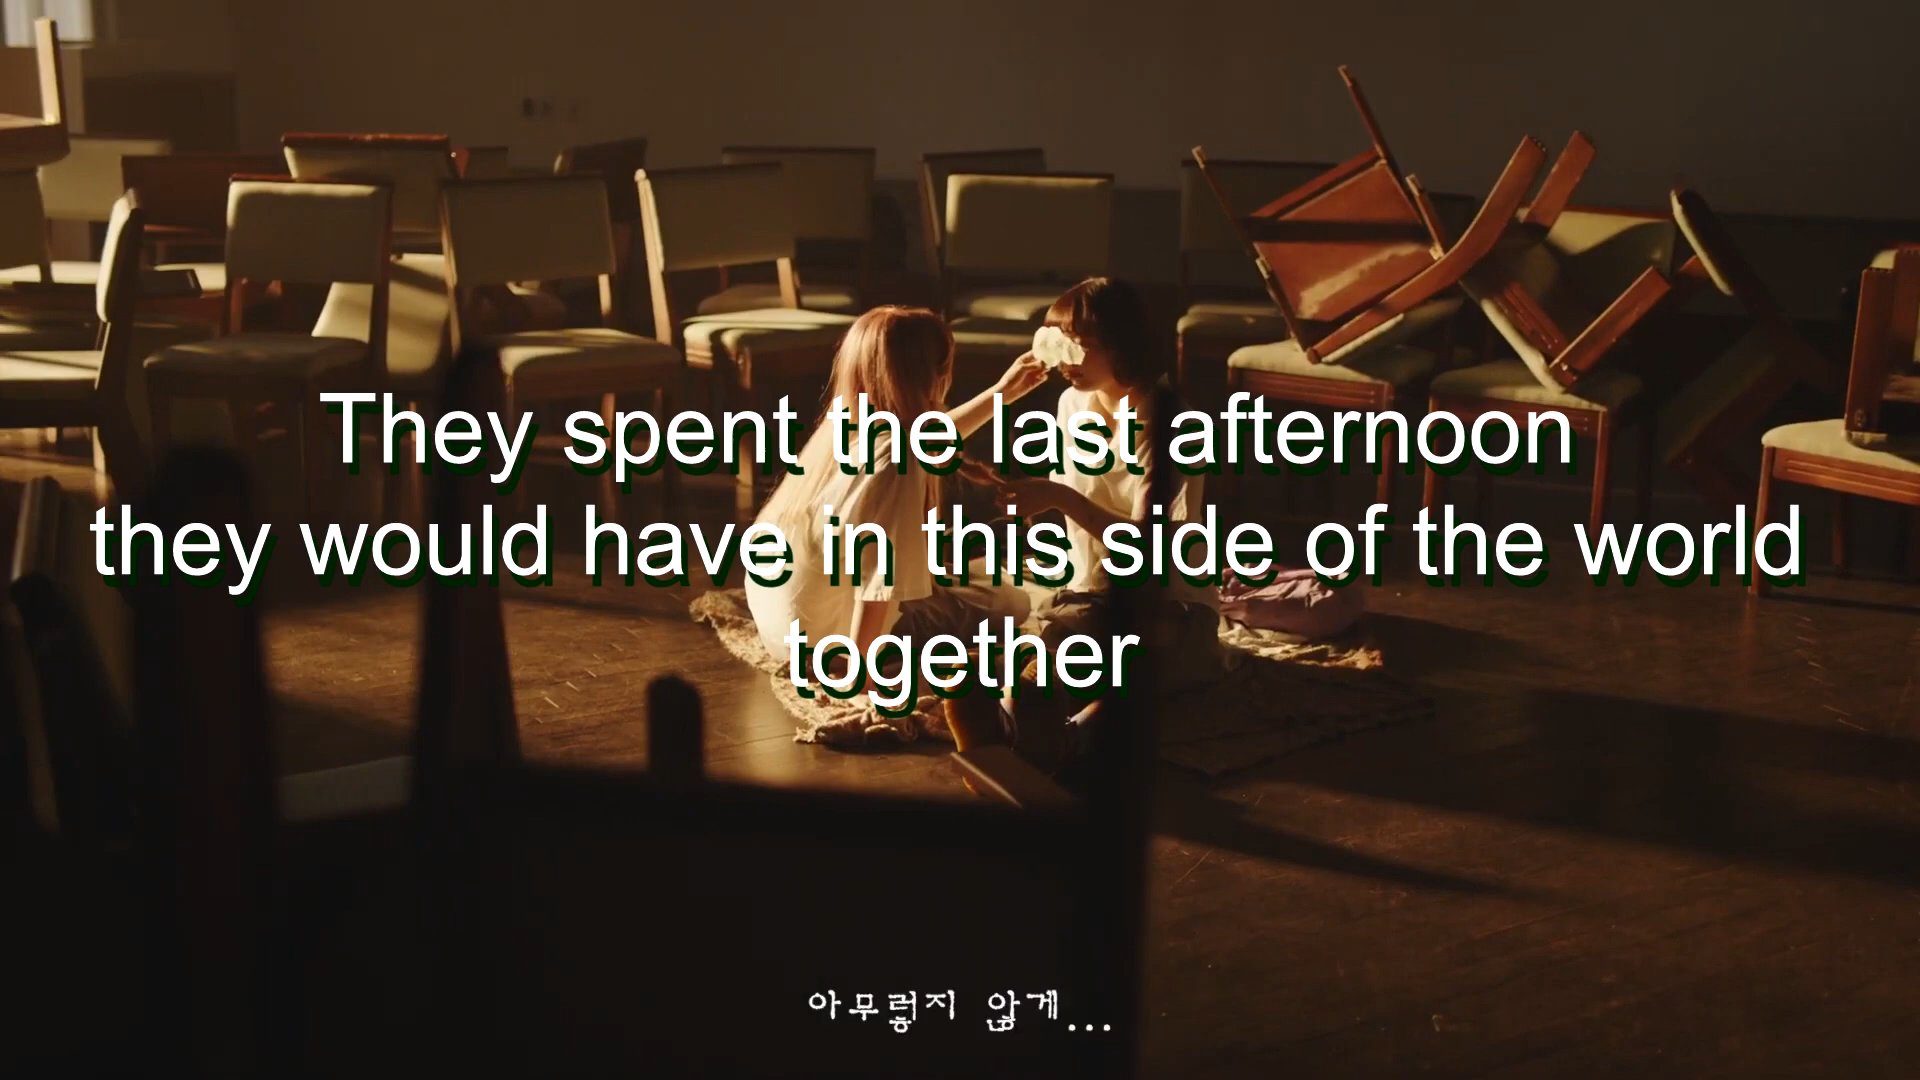 They spent the last afternoon
they would have in this side of the world
together
아무렇지 않게...